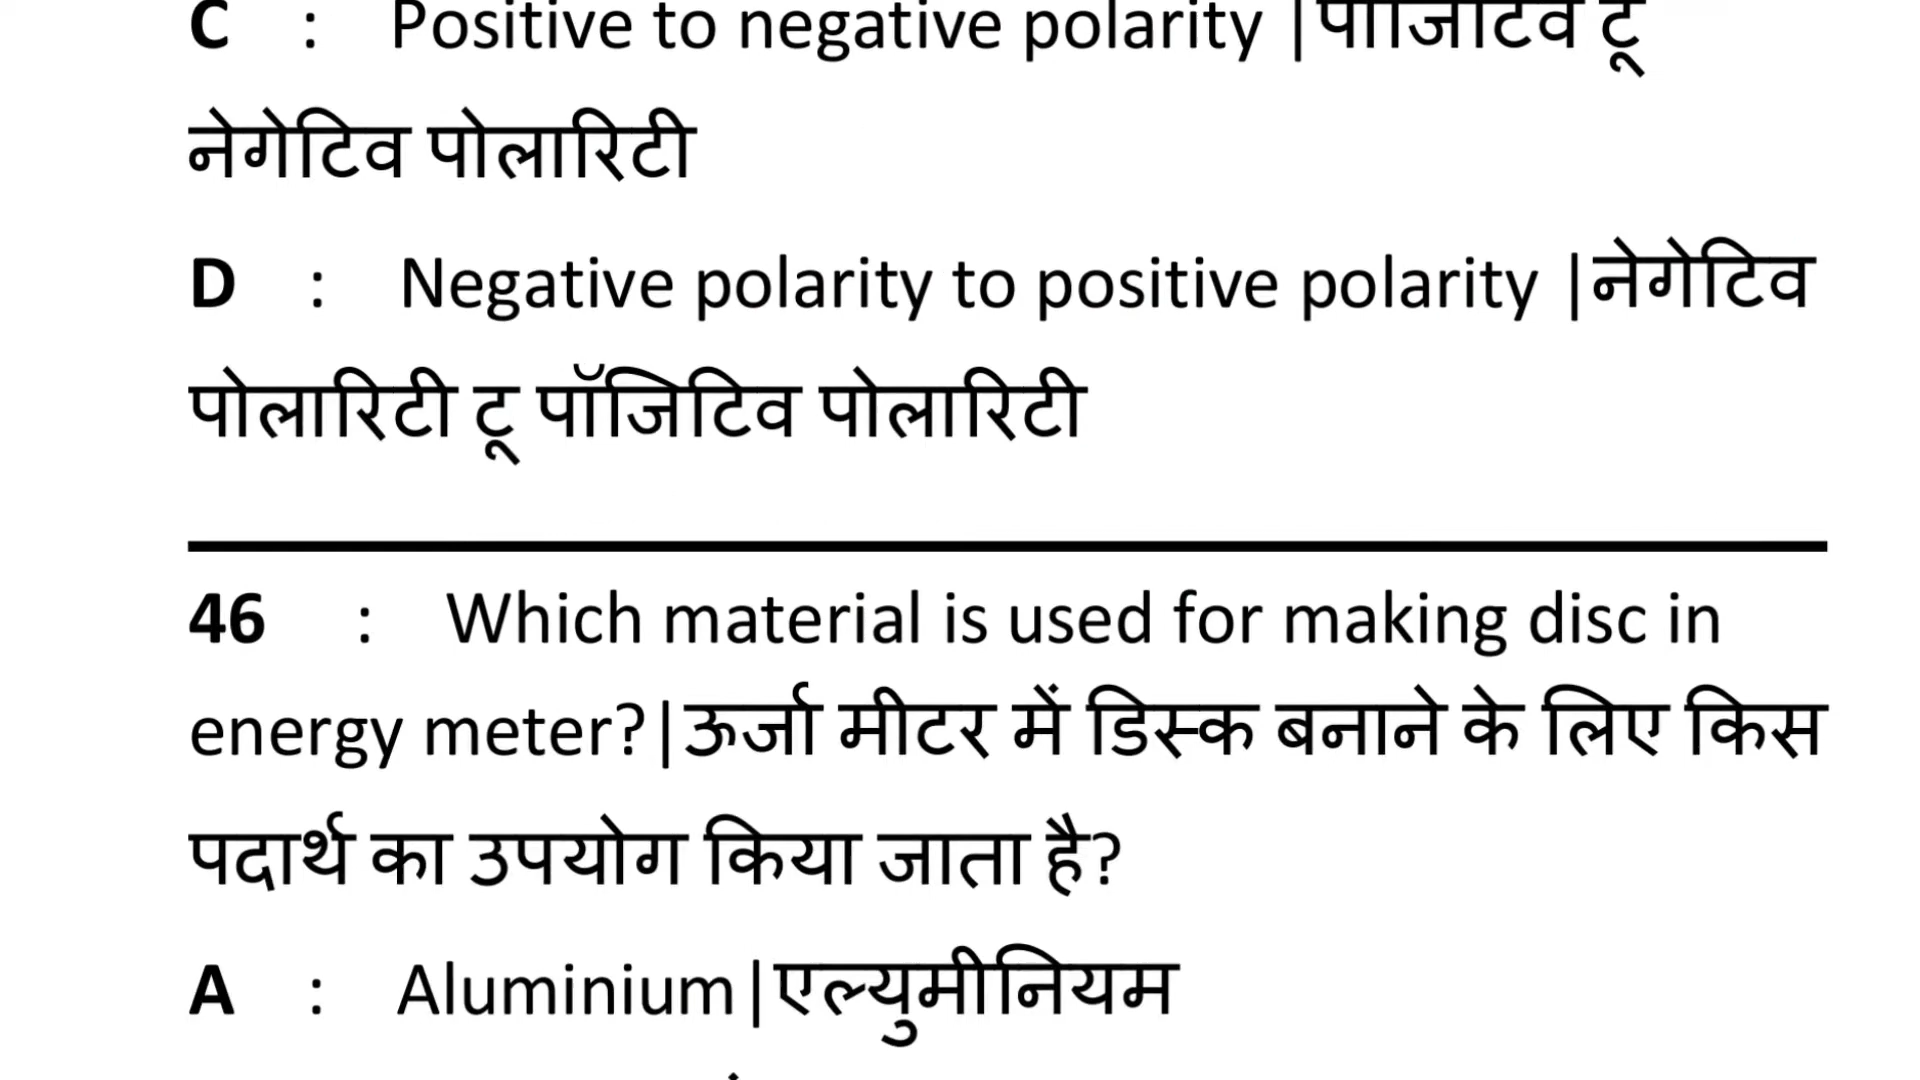 C : Positive to negative polarity |पॉजिटिव टू
नेगेटिव पोलारिटी
D : Negative polarity to positive polarity |नेगेटिव
पोलारिटी टू पॉजिटिव पोलारिटी
46 : Which material is used for making disc in
energy meter?|ऊर्जा मीटर में डिस्क बनाने के लिए किस
पदार्थ का उपयोग किया जाता है?
A : Aluminium|एल्युमीनियम